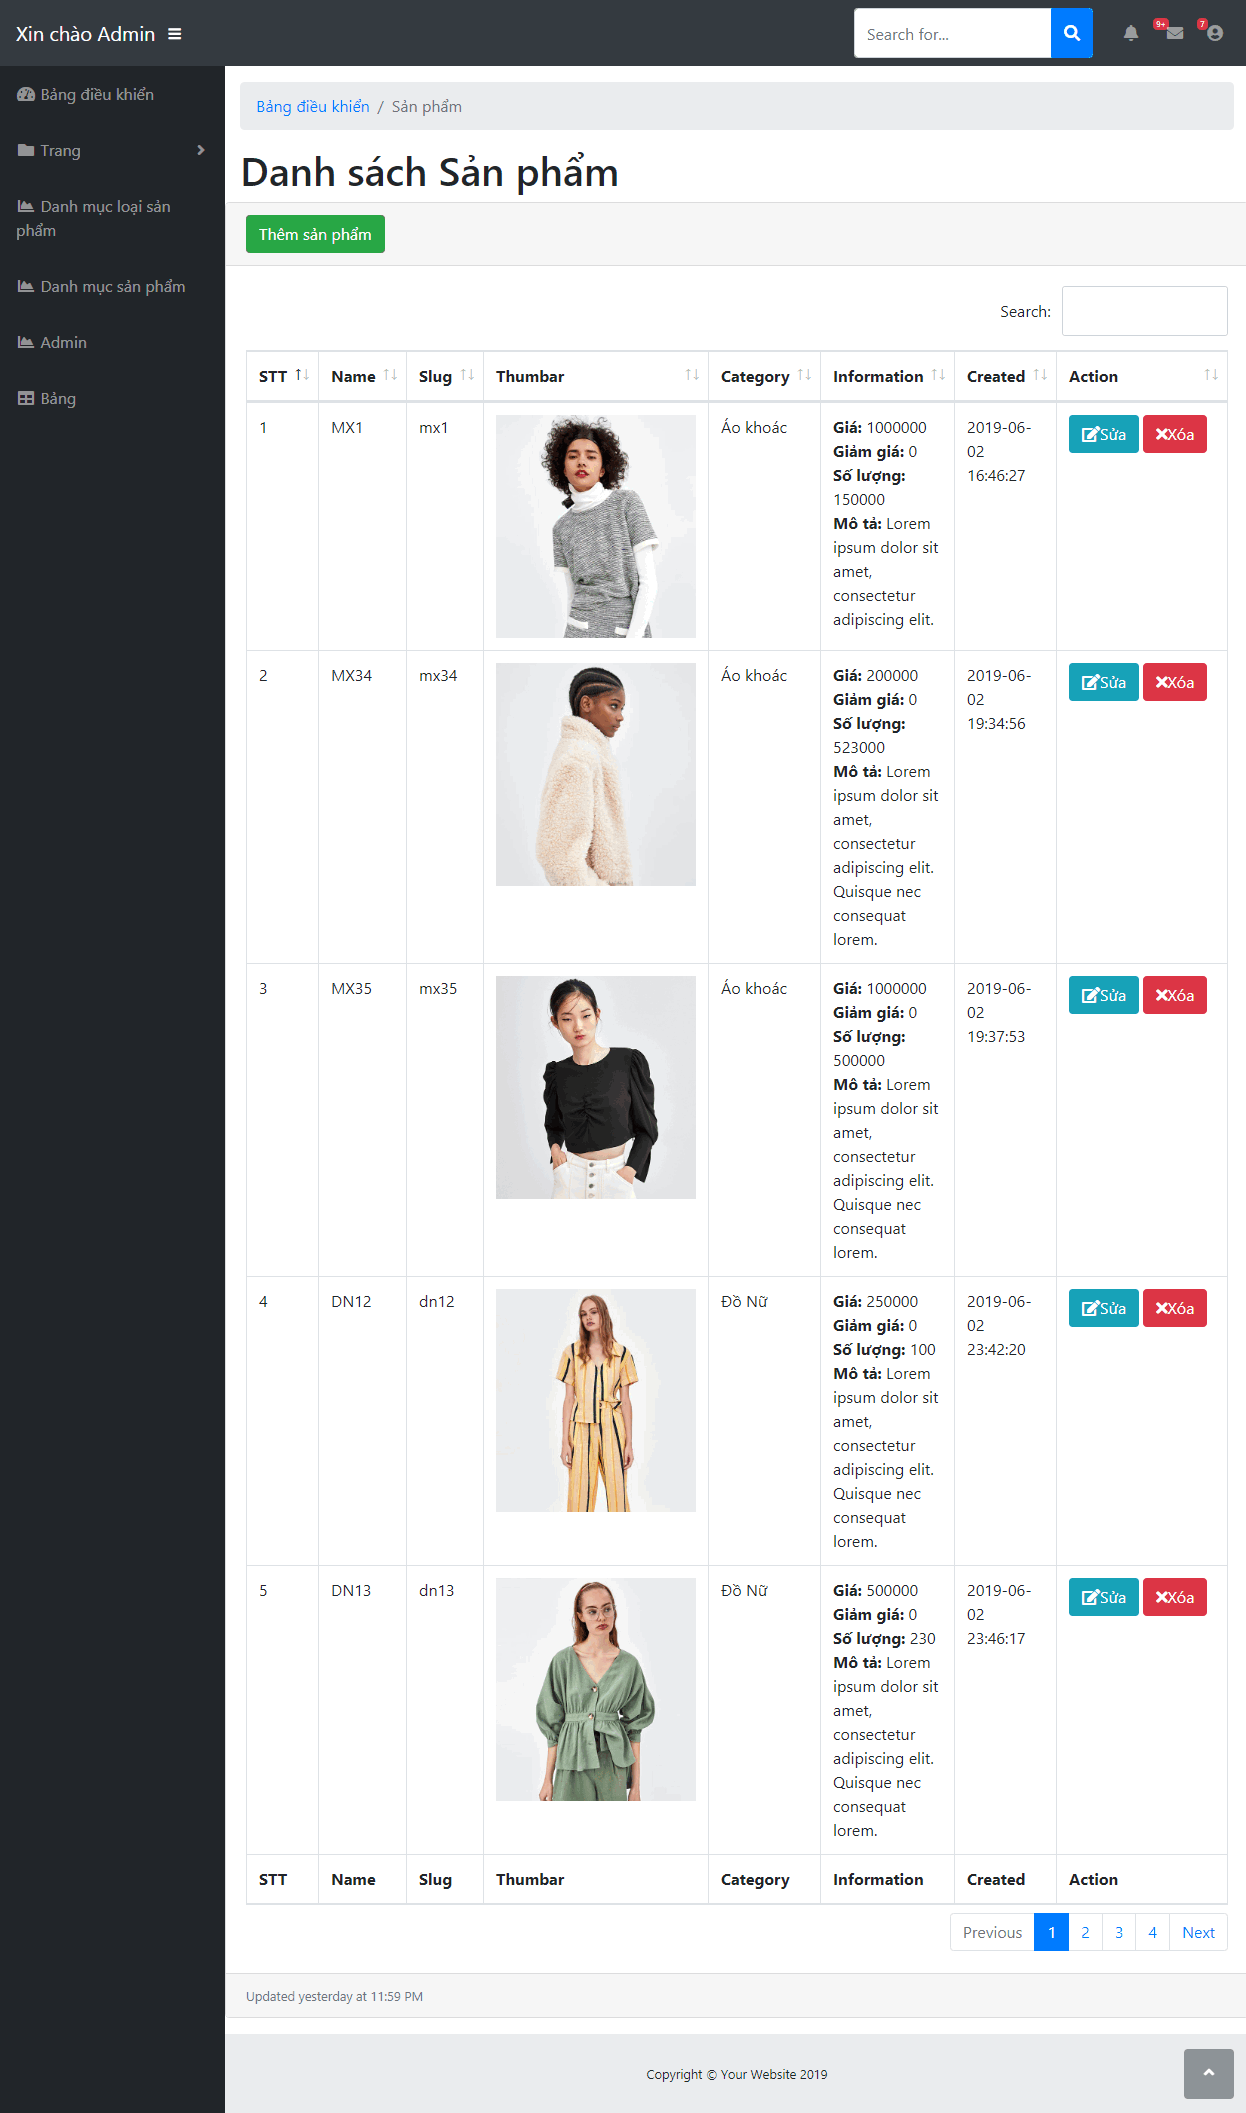 Xin chào Admin
Search for...
9+
7
Bảng điều khiển
Trang
Danh mục loại sản
phẩm
Danh mục sản phẩm
Admin
Bảng
Bảng điều khiển / Sản phẩm
Danh sách Sản phẩm
Thêm sản phẩm
Search:
STT Name Slug Thumbar Category Information Created Action
1 MX1 mx1 Áo khoác Giá: 1000000 2019-06- Sửa Xóa
Giảm giá: 0 02
Số lượng: 16:46:27
150000
Mô tả: Lorem
ipsum dolor sit
amet,
consectetur
adipiscing elit.
2 MX34 mx34 Áo khoác Giá: 200000 2019-06- Sửa Xóa
Giảm giá: 0 02
Số lượng: 19:34:56
523000
Mô tả: Lorem
ipsum dolor sit
amet,
consectetur
adipiscing elit.
Quisque nec
consequat
lorem.
3 MX35 mx35 Áo khoác Giá: 1000000 2019-06- Sửa Xóa
Giảm giá: 0 02
Số lượng: 19:37:53
500000
Mô tả: Lorem
ipsum dolor sit
amet,
consectetur
adipiscing elit.
Quisque nec
consequat
lorem.
4 DN12 dn12 Đồ Nữ Giá: 250000 2019-06- Sửa Xóa
Giảm giá: 0 02
Số lượng: 100 23:42:20
Mô tả: Lorem
ipsum dolor sit
amet,
consectetur
adipiscing elit.
Quisque nec
consequat
lorem.
5 DN13 dn13 Đồ Nữ Giá: 500000 2019-06- Sửa Xóa
Giảm giá: 0 02
Số lượng: 230 23:46:17
Mô tả: Lorem
ipsum dolor sit
amet,
consectetur
adipiscing elit.
Quisque nec
consequat
lorem.
STT Name Slug Thumbar Category Information Created Action
Previous 1 2 3 4 Next
Updated yesterday at 11:59 PM
Copyright © Your Website 2019